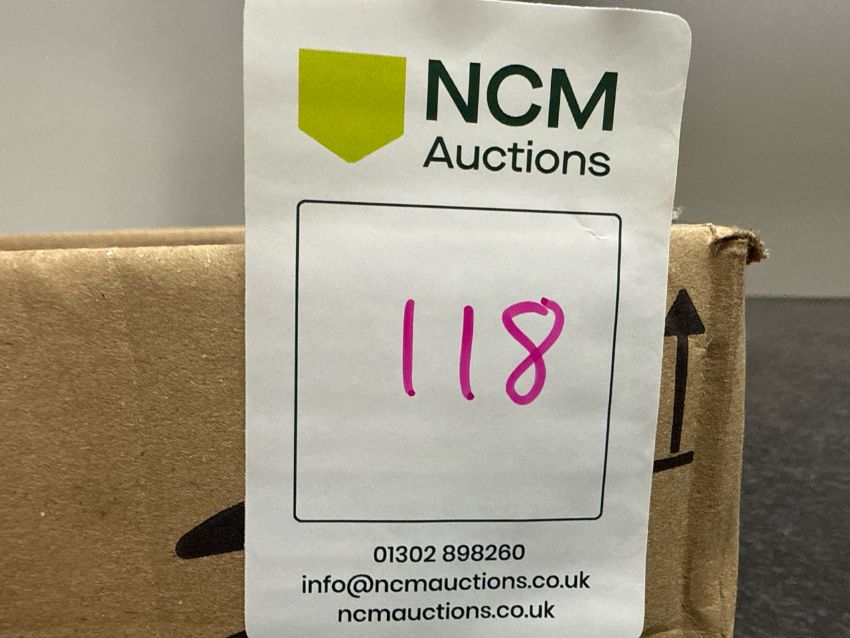 NCM
Auctions
118
01302 898260
info@ncmauctions.co.uk
ncmauctions.co.uk